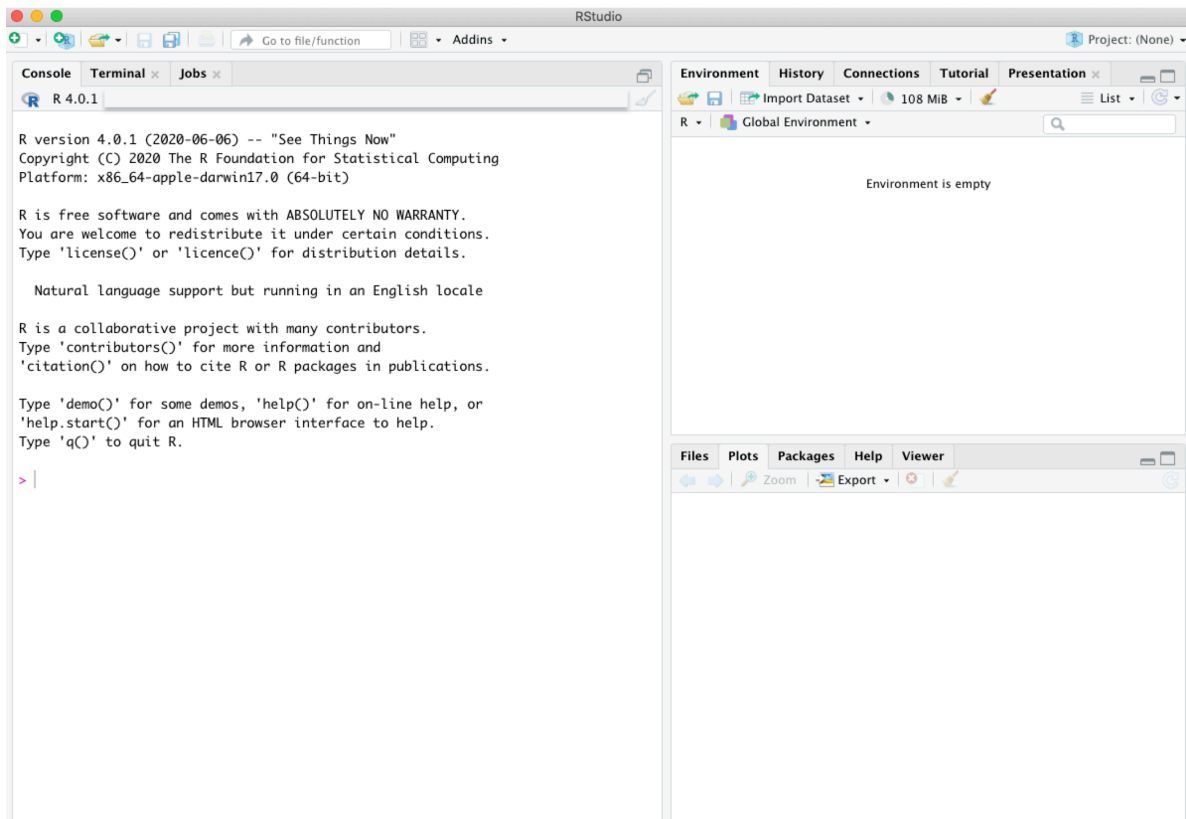 RStudio
Go to file/function Addins Project: (None)
Console Terminal Jobs
R 4.0.1
R version 4.0.1 (2020-06-06) -- "See Things Now"
Copyright (C) 2020 The R Foundation for Statistical Computing
Platform: x86_64-apple-darwin17.0 (64-bit)
R is free software and comes with ABSOLUTELY NO WARRANTY.
You are welcome to redistribute it under certain conditions.
Type 'license()' or 'licence()' for distribution details.
Natural language support but running in an English locale
R is a collaborative project with many contributors.
Type 'contributors()' for more information and
'citation()' on how to cite R or R packages in publications.
Type 'demo()' for some demos, 'help()' for on-line help, or
'help.start()' for an HTML browser interface to help.
Type 'q()' to quit R.
>
Environment History Connections Tutorial Presentation
Import Dataset 108 MiB List
R Global Environment
Environment is empty
Files Plots Packages Help Viewer
Zoom Export